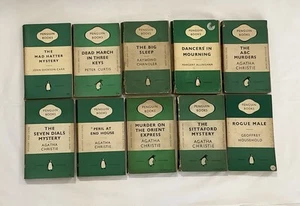 PENGUIN
BOOKS
THE
MAD HATTER
MYSTERY
JOHN DICKSON CARR
PENGUIN
BOOKS
DEAD MARCH
IN THREE
KEYS
PETER CURTIS
PENGUIN
BOOKS
THE BIG
SLEEP
RAYMOND
CHANDLER
PENGUIN
BOOKS
DANCERS IN
MOURNING
MARGERY ALLINGHAM
PENGUIN
BOOKS
THE ABC
MURDERS
AGATHA
CHRISTIE
PENGUIN
BOOKS
THE
SEVEN DIALS
MYSTERY
AGATHA
CHRISTIE
PENGUIN
BOOKS
PERIL AT
END HOUSE
AGATHA
CHRISTIE
PENGUIN
BOOKS
MURDER ON
THE ORIENT
EXPRESS
AGATHA
CHRISTIE
PENGUIN
BOOKS
THE
SITTAFORD
MYSTERY
AGATHA
CHRISTIE
PENGUIN
BOOKS
ROGUE MALE
GEOFFREY
HOUSEHOLD